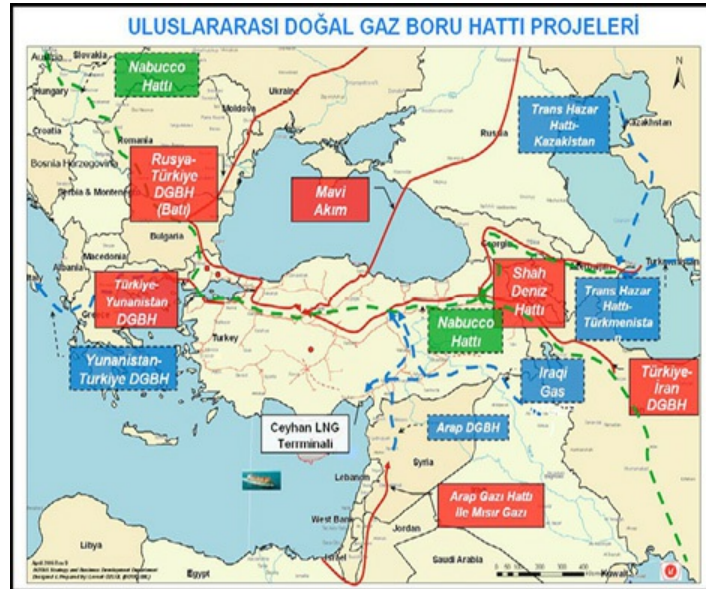 ULUSLARARASI DOĞAL GAZ BORU HATTI PROJELERİ
Slovakia
Hungary
Nabucco
Hattı
Ukraine
Moldova
N
Trans Hazar
Hattı-
Kazakistan
Kazakhstan
Croatia
Romania
Russia
Bosnia Herzegovina
Rusya-
Türkiye
DGBH
(Batı)
Mavi
Akım
Serbia & Montenegro
Bulgaria
Georgia
Macedonia
Albania
Italy
Türkiye-
Yunanistan
DGBH
Shah
Deniz
Hattı
Trans Hazar
Hattı-
Türkmenista
Greece
Turkey
Nabucco
Hattı
Yunanistan-
Turkiye DGBH
Iraqi
Gas
Türkiye-
İran
DGBH
Ceyhan LNG
Terrminali
Arap DGBH
Syria
Lebanon
West Bank
Arap Gazı Hattı
ile Mısır Gazı
Jordan
Israel
Libya
Egypt
Saudi Arabia
Kuwait